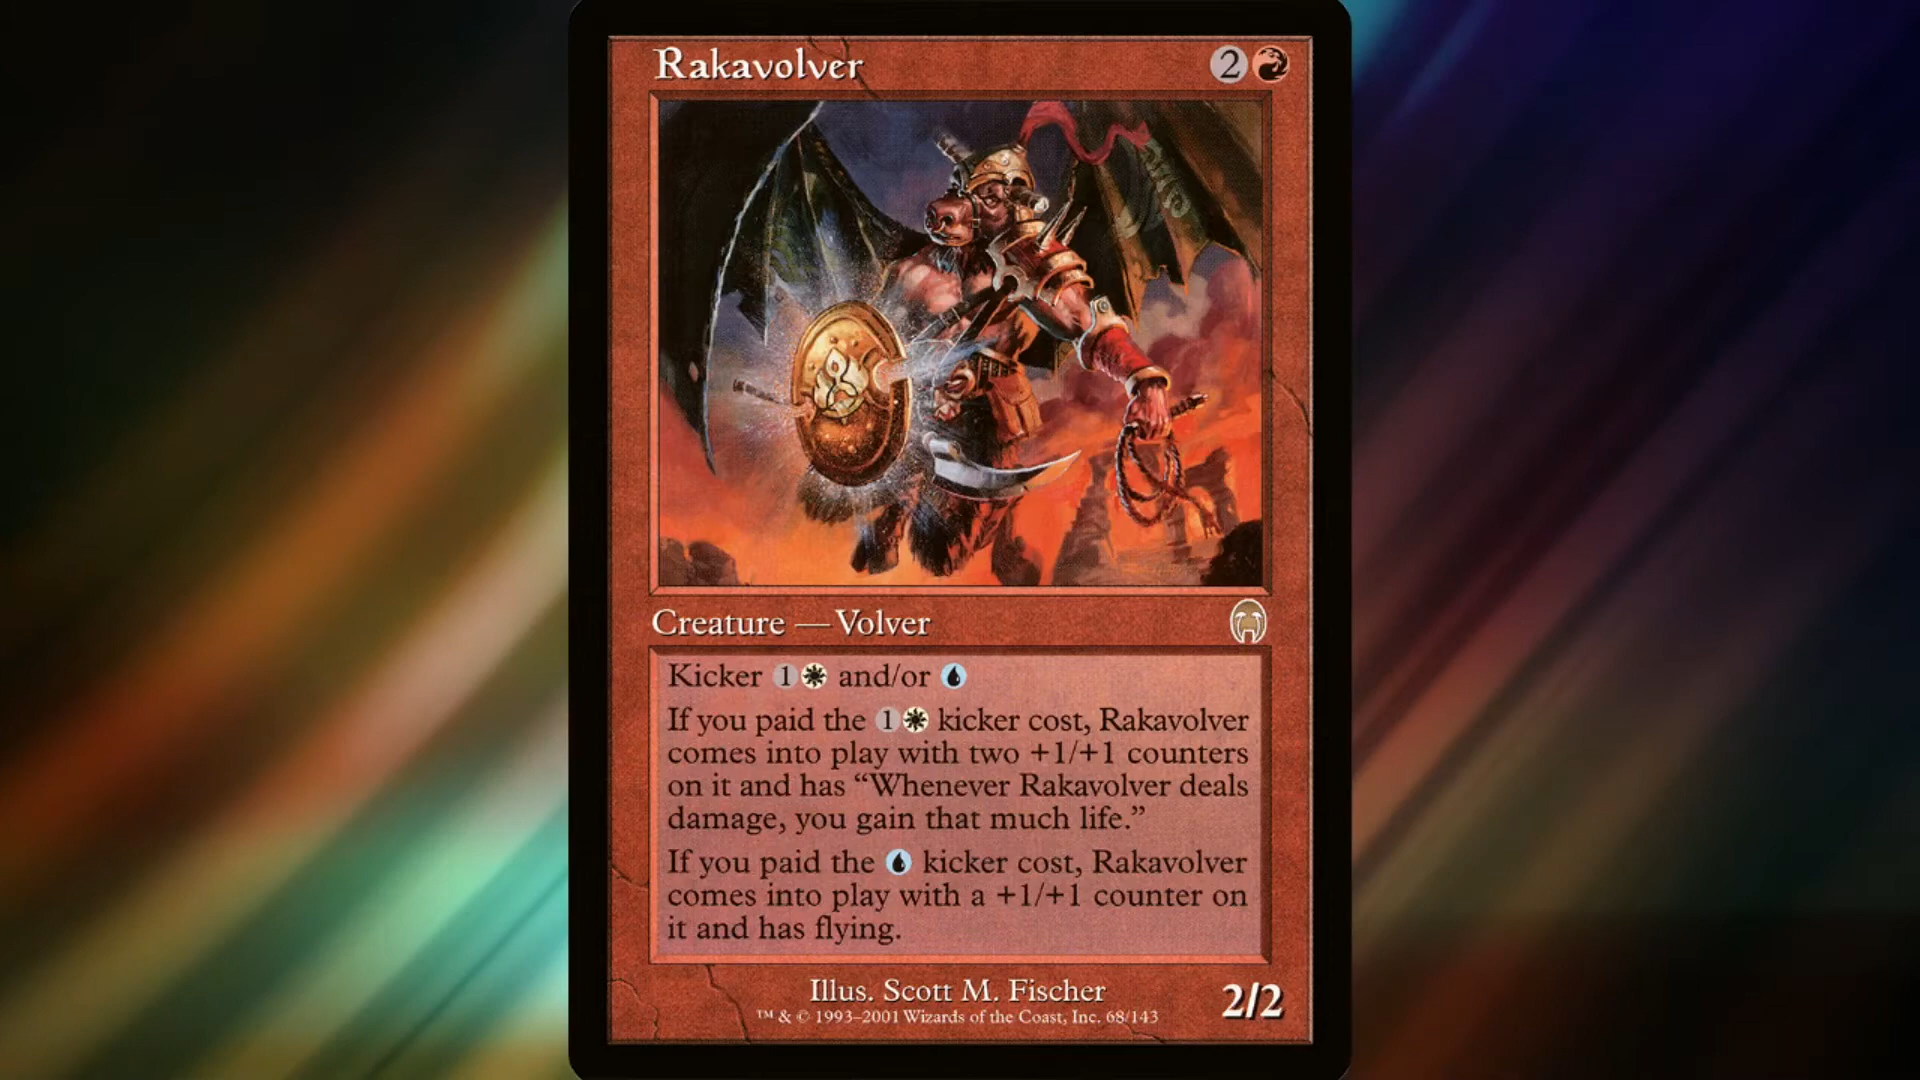 Rakavolver 2
Creature — Volver
Kicker 1 and/or
If you paid the 1 kicker cost, Rakavolver
comes into play with two +1/+1 counters
on it and has “Whenever Rakavolver deals
damage, you gain that much life.”
If you paid the kicker cost, Rakavolver
comes into play with a +1/+1 counter on
it and has flying.
Illus. Scott M. Fischer
™ & © 1993–2001 Wizards of the Coast, Inc. 68/143
2/2